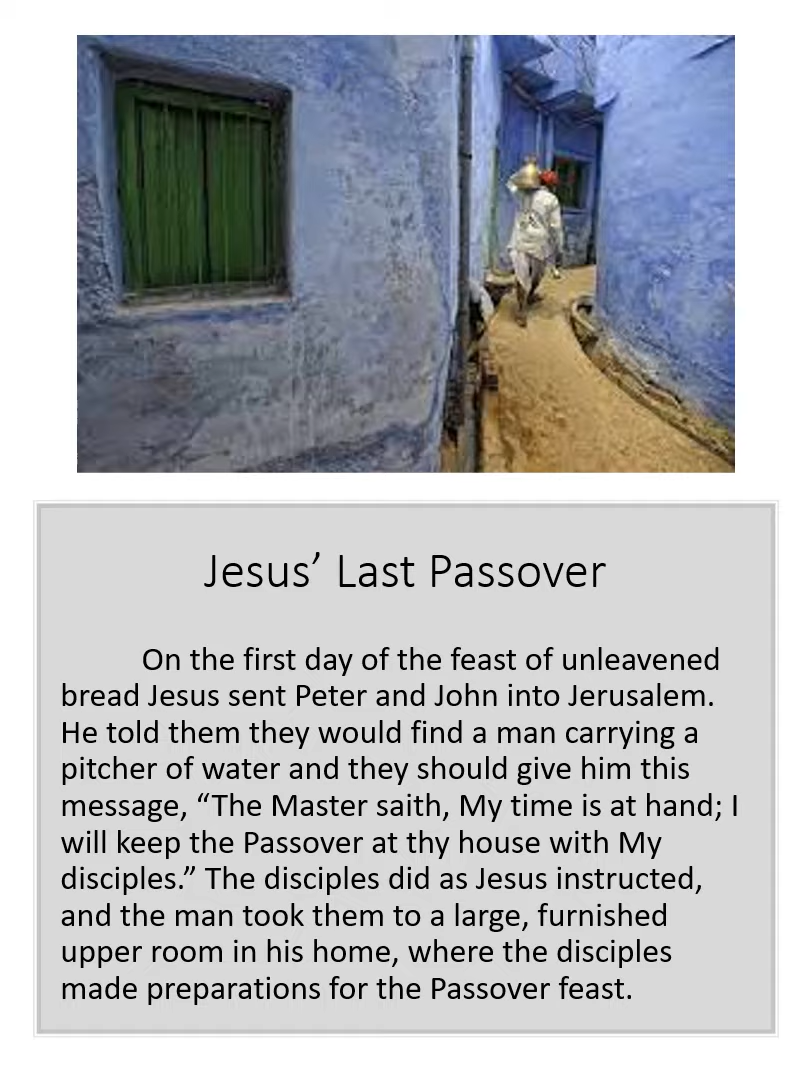 Jesus’ Last Passover
On the first day of the feast of unleavened
bread Jesus sent Peter and John into Jerusalem.
He told them they would find a man carrying a
pitcher of water and they should give him this
message, “The Master saith, My time is at hand; I
will keep the Passover at thy house with My
disciples.” The disciples did as Jesus instructed,
and the man took them to a large, furnished
upper room in his home, where the disciples
made preparations for the Passover feast.